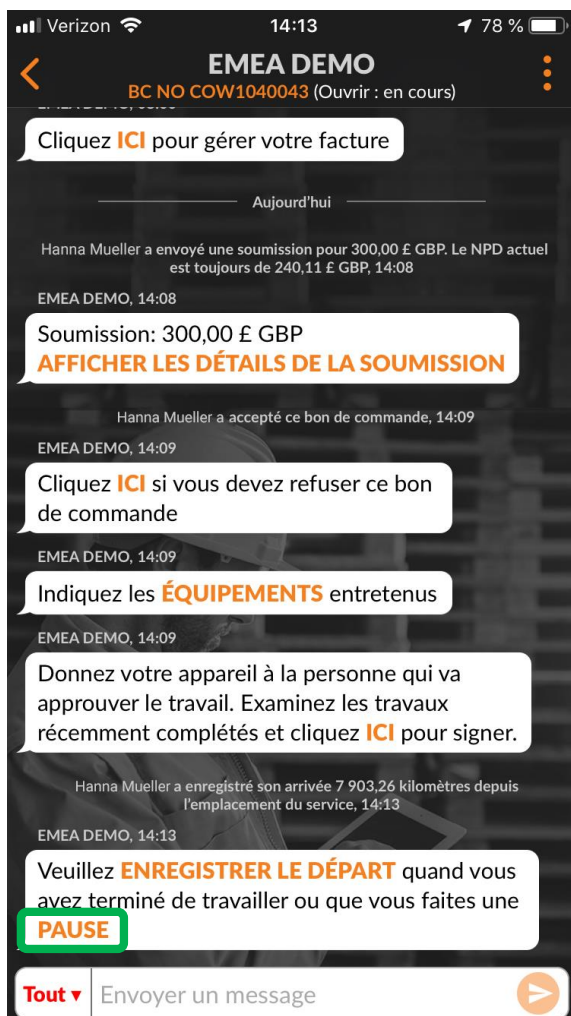 Verizon 14:13 78 %
EMEA DEMO
BC NO COW1040043 (Ouvrir : en cours)
Cliquez ICI pour gérer votre facture
Aujourd'hui
Hanna Mueller a envoyé une soumission pour 300,00 £ GBP. Le NPD actuel
est toujours de 240,11 £ GBP, 14:08
EMEA DEMO, 14:08
Soumission: 300,00 £ GBP
AFFICHER LES DÉTAILS DE LA SOUMISSION
Hanna Mueller a accepté ce bon de commande, 14:09
EMEA DEMO, 14:09
Cliquez ICI si vous devez refuser ce bon
de commande
EMEA DEMO, 14:09
Indiquez les ÉQUIPEMENTS entretenus
EMEA DEMO, 14:09
Donnez votre appareil à la personne qui va
approuver le travail. Examinez les travaux
récemment complétés et cliquez ICI pour signer.
Hanna Mueller a enregistré son arrivée 7 903,26 kilomètres depuis
l'emplacement du service, 14:13
EMEA DEMO, 14:13
Veuillez ENREGISTRER LE DÉPART quand vous
avez terminé de travailler ou que vous faites une
PAUSE
Tout ▾ Envoyer un message